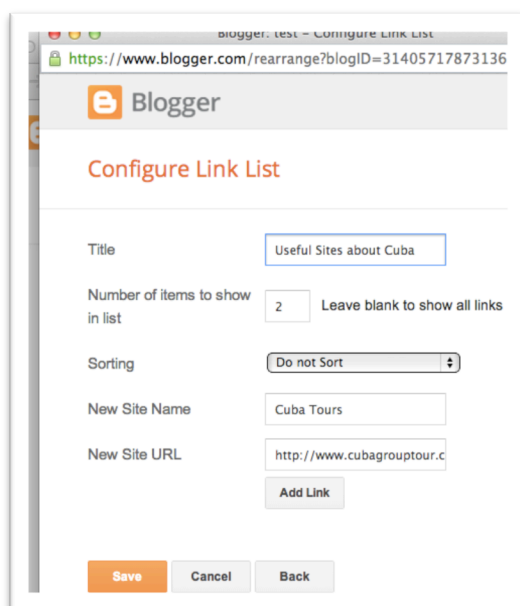 Blogger: test – Configure Link List
https://www.blogger.com/rearrange?blogID=31405717873136
Blogger
Configure Link List
Title
Useful Sites about Cuba
Number of items to show
in list
2
Leave blank to show all links
Sorting
Do not Sort
New Site Name
Cuba Tours
New Site URL
http://www.cubagrouptour.c
Add Link
Save
Cancel
Back